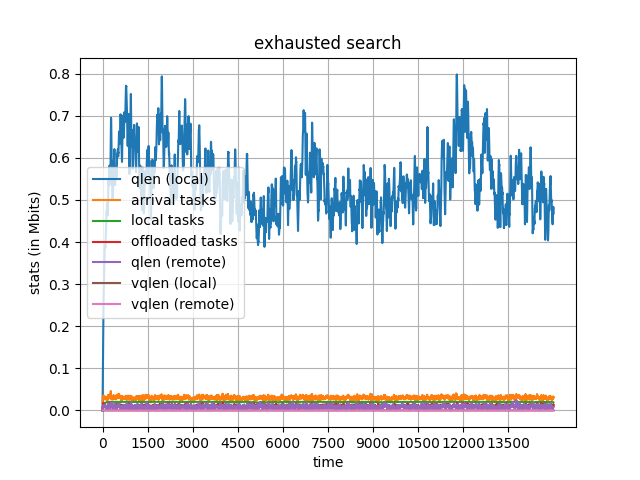 exhausted search
stats (in Mbits)
0.8
0.7
0.6
0.5
0.4
0.3
0.2
0.1
0.0
qlen (local)
arrival tasks
local tasks
offloaded tasks
qlen (remote)
vqlen (local)
vqlen (remote)
0 1500 3000 4500 6000 7500 9000 10500 12000 13500
time